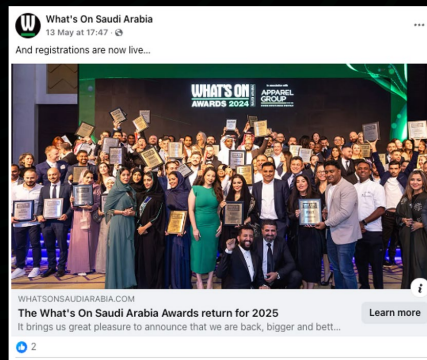 What's On Saudi Arabia
13 May at 17:47 ·
And registrations are now live...
WHAT'S ON
AWARDS 2024
APPAREL
GROUP
WHATSONSAUDIARABIA.COM
The What's On Saudi Arabia Awards return for 2025
It brings us great pleasure to announce that we are back, bigger and bett...
Learn more
2